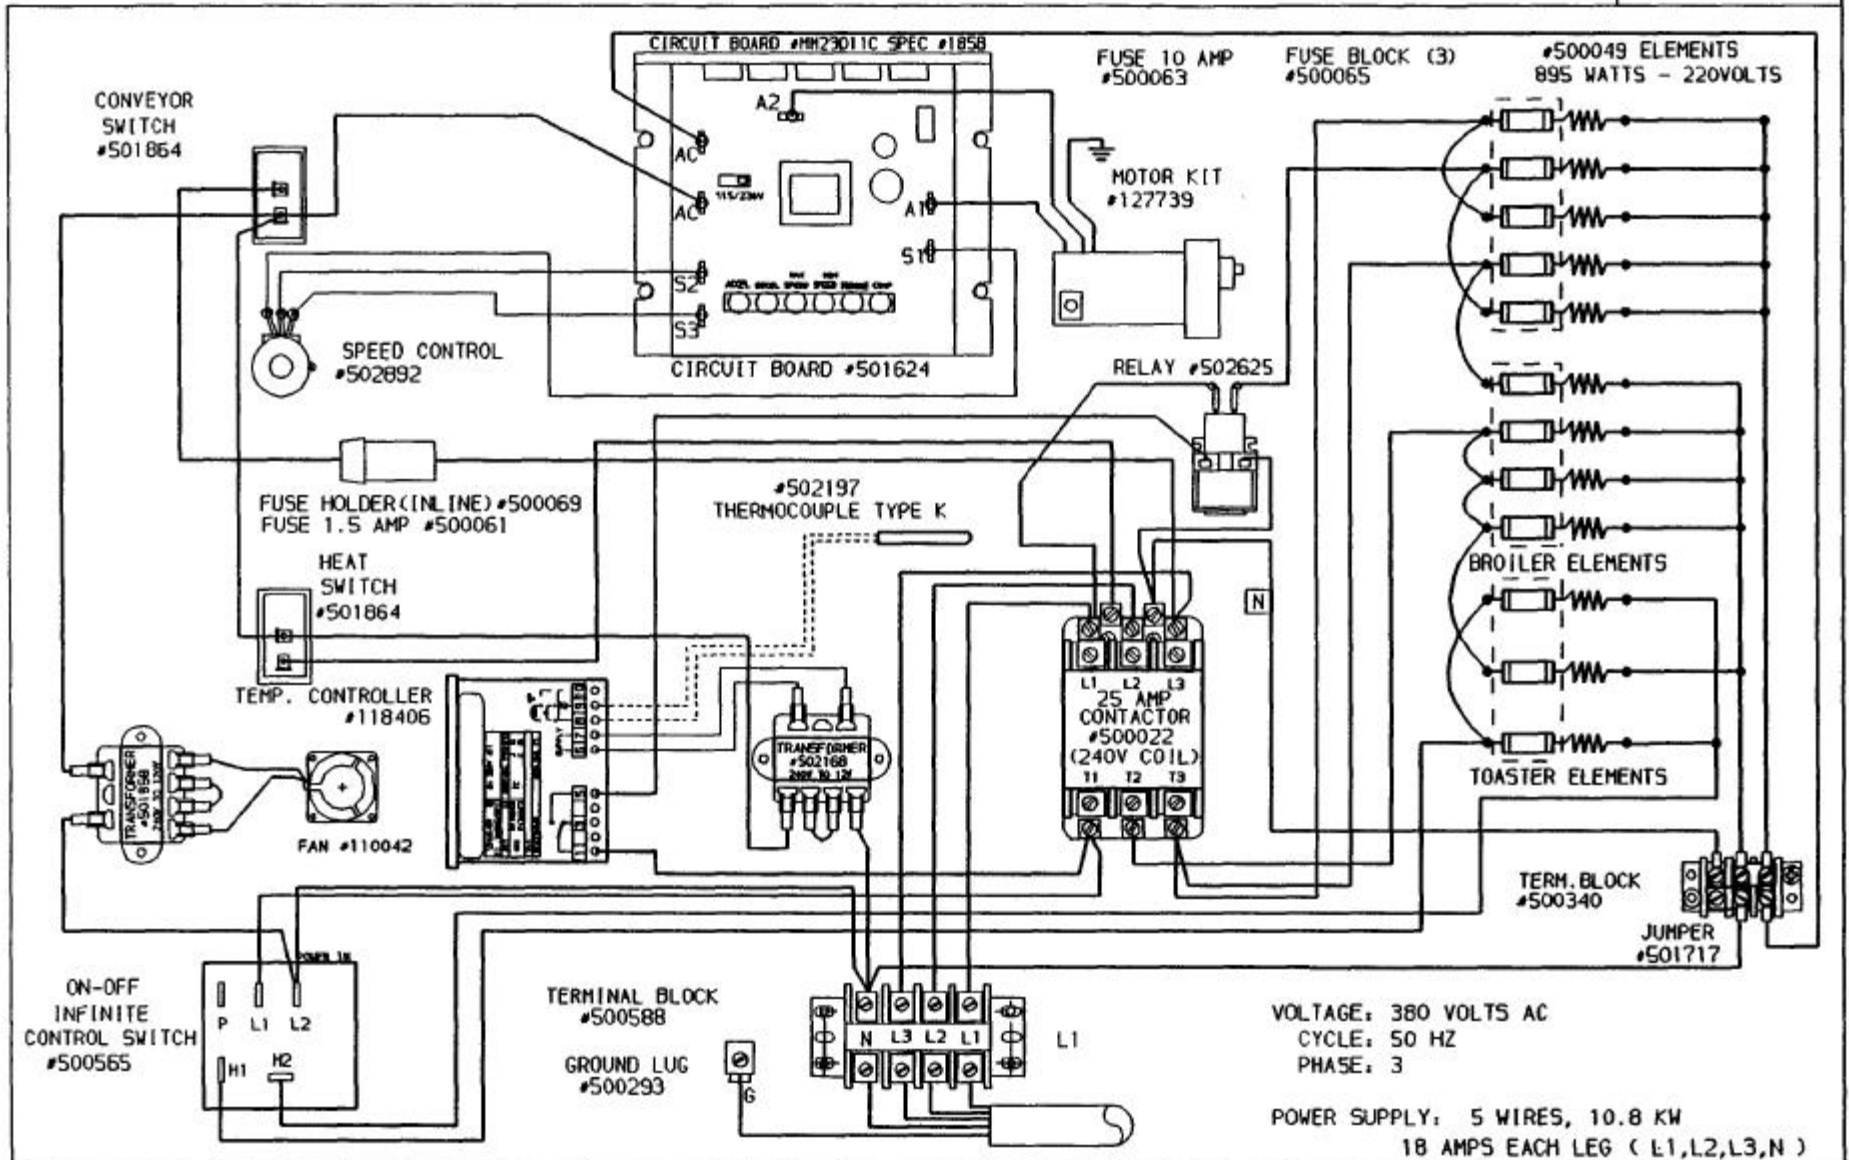 CIRCUIT BOARD #MM23011C SPEC #1858
FUSE 10 AMP
#500063
FUSE BLOCK (3)
#500065
#500049 ELEMENTS
895 WATTS - 220VOLTS
CONVEYOR
SWITCH
#501864
A2
AC
115/230V
AC
A1
S1
S2
S3
MOTOR KIT
#127739
SPEED CONTROL
#502892
CIRCUIT BOARD #501624
RELAY #502625
FUSE HOLDER(INLINE)#500069
FUSE 1.5 AMP #500061
#502197
THERMOCOUPLE TYPE K
HEAT
SWITCH
#501864
BROILER ELEMENTS
N
TEMP. CONTROLLER
#118406
L1 L2 L3
25 AMP
CONTACTOR
#500022
(240V COIL)
T1 T2 T3
TRANSFORMER
#502168
240V TO 12V
TRANSFORMER
#501858
FAN #110042
TOASTER ELEMENTS
TERM.BLOCK
#500340
JUMPER
#501717
POWER IN
ON-OFF
INFINITE
CONTROL SWITCH
#500565
P L1 L2
H1 H2
TERMINAL BLOCK
#500588
N L3 L2 L1
L1
GROUND LUG
#500293
G
VOLTAGE: 380 VOLTS AC
CYCLE: 50 HZ
PHASE: 3
POWER SUPPLY: 5 WIRES, 10.8 KW
18 AMPS EACH LEG ( L1,L2,L3,N )